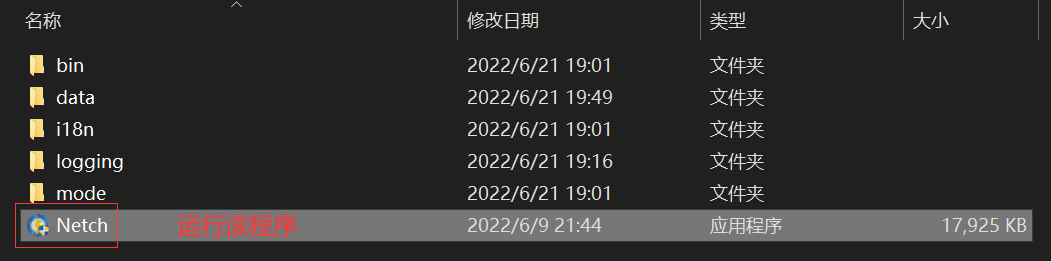 名称 修改日期 类型 大小
bin 2022/6/21 19:01 文件夹
data 2022/6/21 19:49 文件夹
i18n 2022/6/21 19:01 文件夹
logging 2022/6/21 19:16 文件夹
mode 2022/6/21 19:01 文件夹
Netch 运行该程序 2022/6/9 21:44 应用程序 17,925 KB